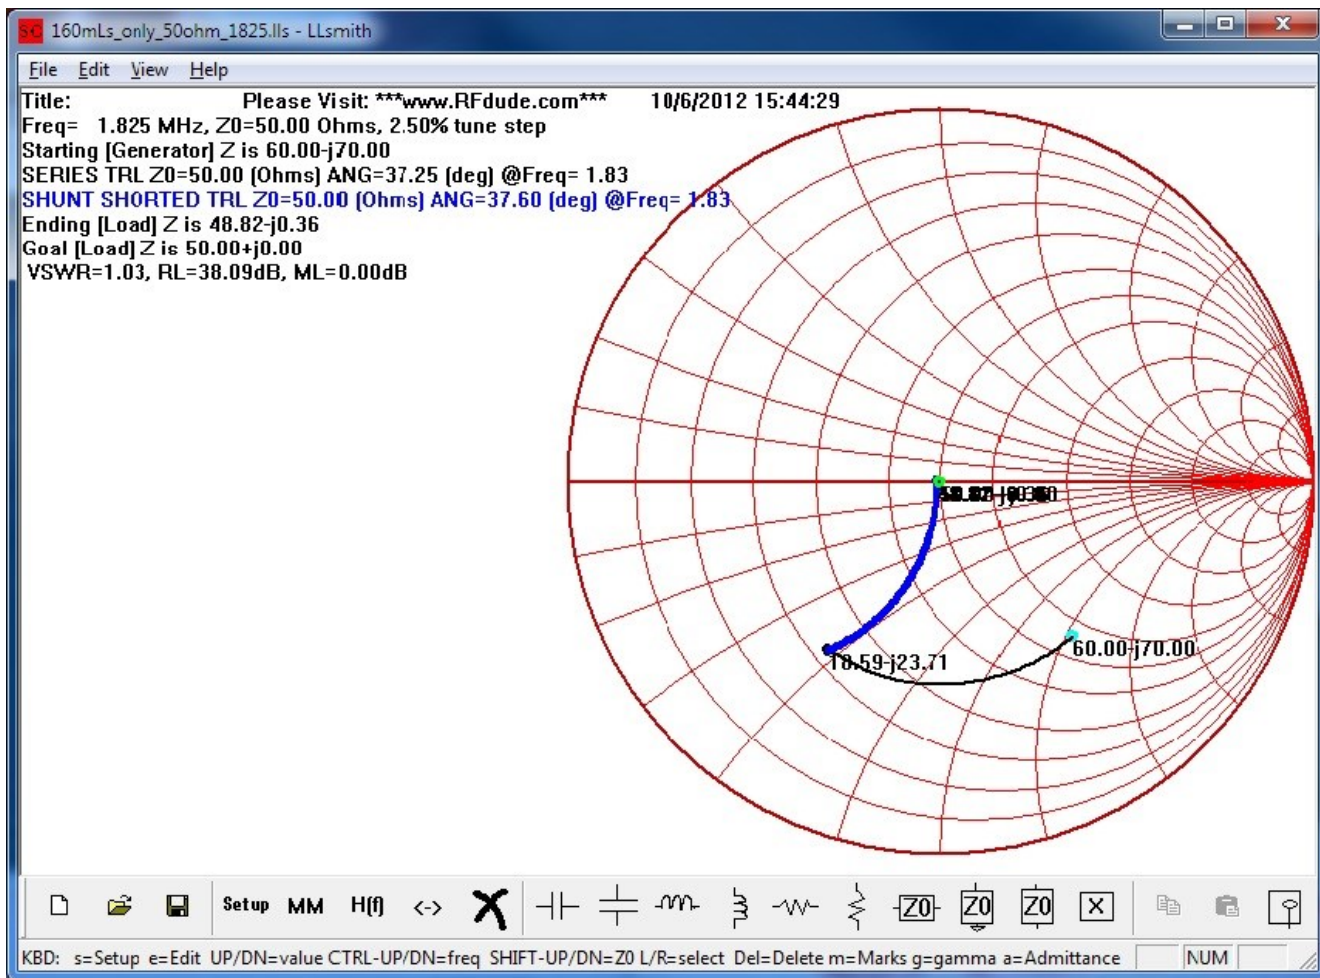 SC 160mLs_only_50ohm_1825.lls - LLsmith
File Edit View Help
Title: Please Visit: ***www.RFdude.com*** 10/6/2012 15:44:29
Freq= 1.825 MHz, Z0=50.00 Ohms, 2.50% tune step
Starting [Generator] Z is 60.00-j70.00
SERIES TRL Z0=50.00 (Ohms) ANG=37.25 (deg) @Freq= 1.83
SHUNT SHORTED TRL Z0=50.00 (Ohms) ANG=37.60 (deg) @Freq= 1.83
Ending [Load] Z is 48.82-j0.36
Goal [Load] Z is 50.00+j0.00
VSWR=1.03, RL=38.09dB, ML=0.00dB
60.00-j70.00
18.59-j23.71
Setup MM H(f) <-> Z0 Z0 Z0 X
KBD: s=Setup e=Edit UP/DN=value CTRL-UP/DN=freq SHIFT-UP/DN=Z0 L/R=select Del=Delete m=Marks g=gamma a=Admittance NUM